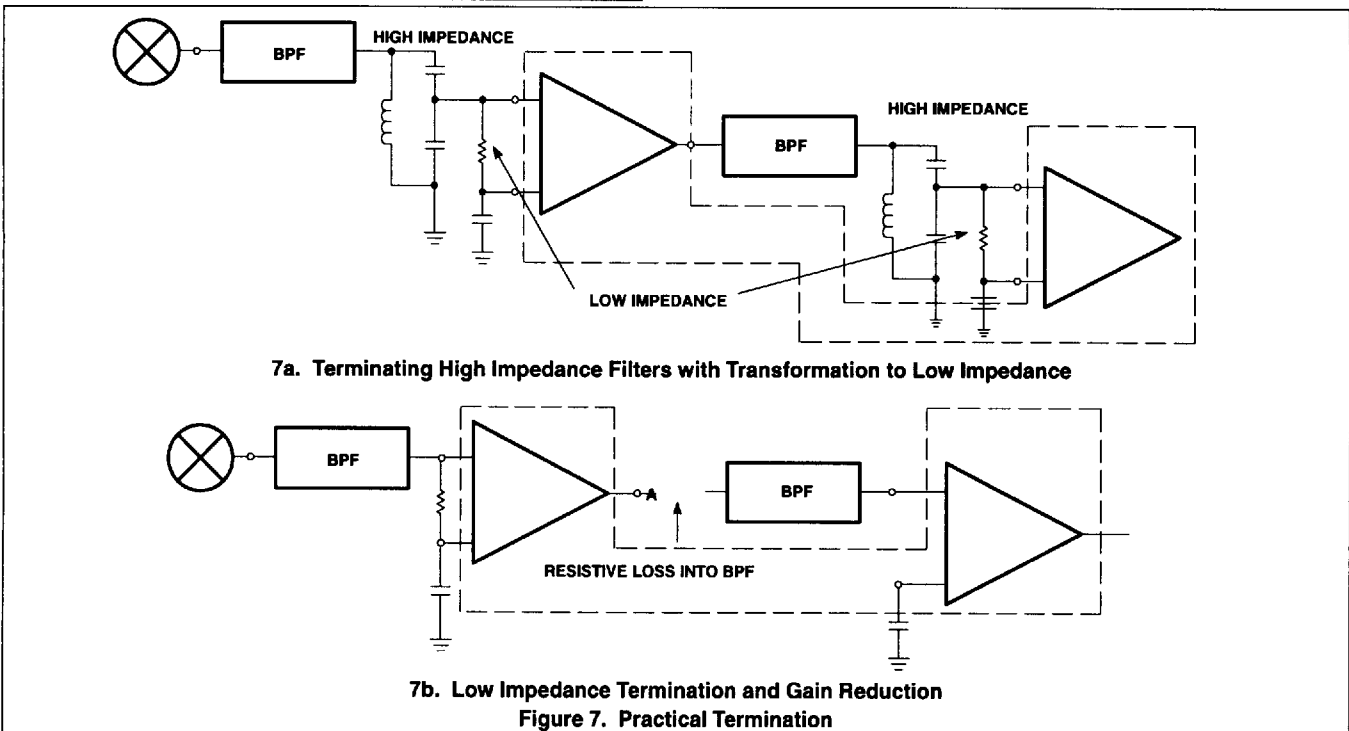 BPF
HIGH IMPEDANCE
HIGH IMPEDANCE
BPF
LOW IMPEDANCE
7a. Terminating High Impedance Filters with Transformation to Low Impedance
BPF
BPF
RESISTIVE LOSS INTO BPF
7b. Low Impedance Termination and Gain Reduction
Figure 7. Practical Termination